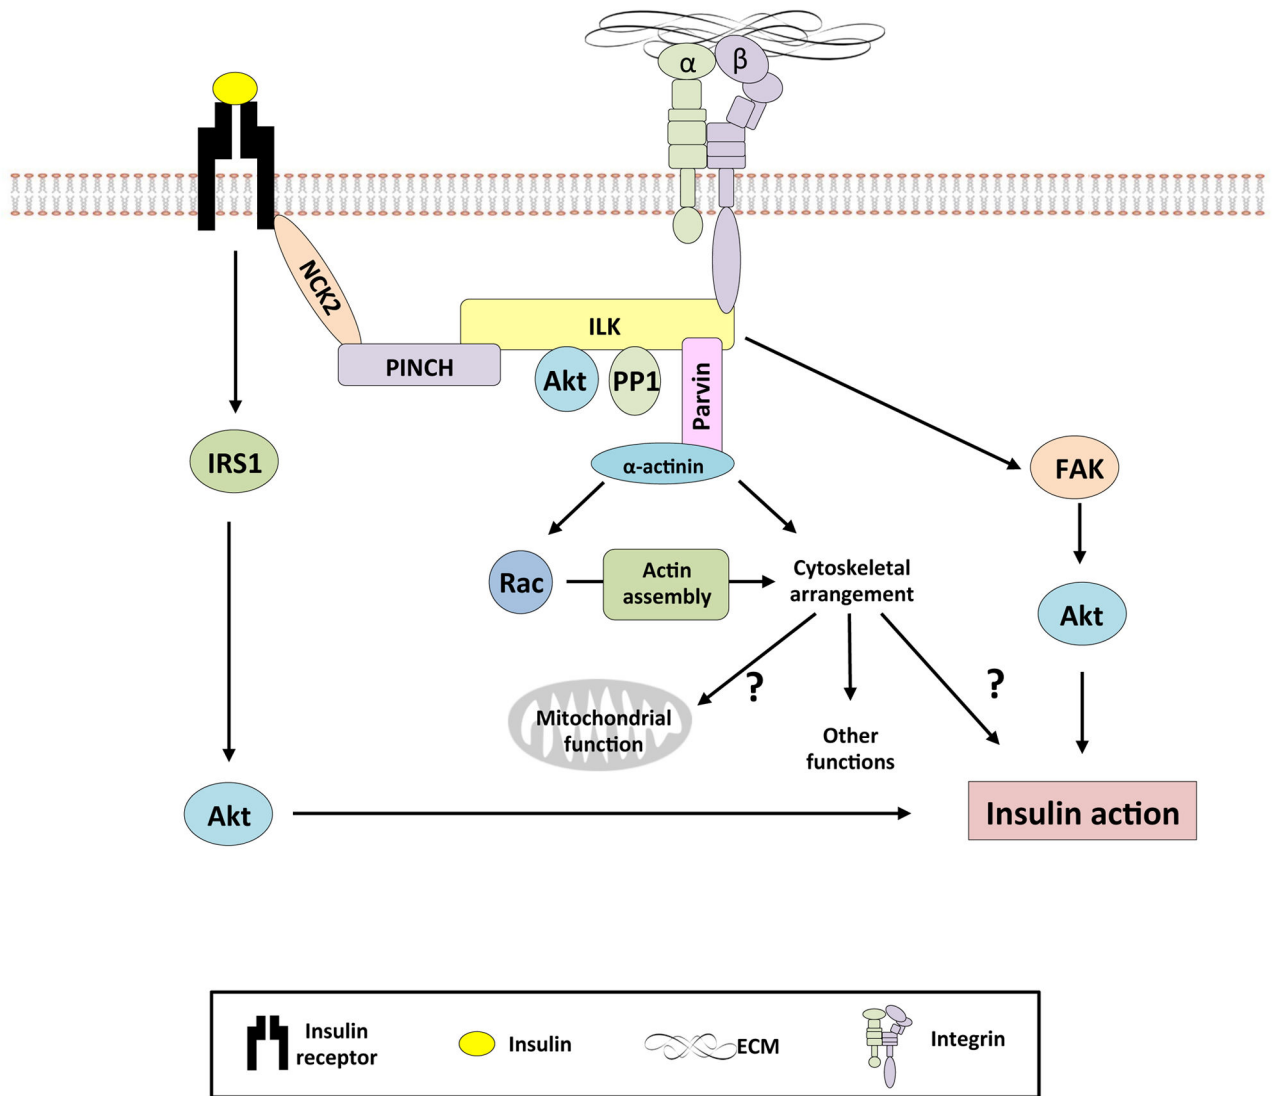 α
β
NCK2
ILK
PINCH
Akt
PP1
Parvin
IRS1
α-actinin
FAK
Rac
Actin
assembly
Cytoskeletal
arrangement
Akt
?
?
Mitochondrial
function
Other
functions
Akt
Insulin action
Insulin
receptor
Insulin
ECM
Integrin